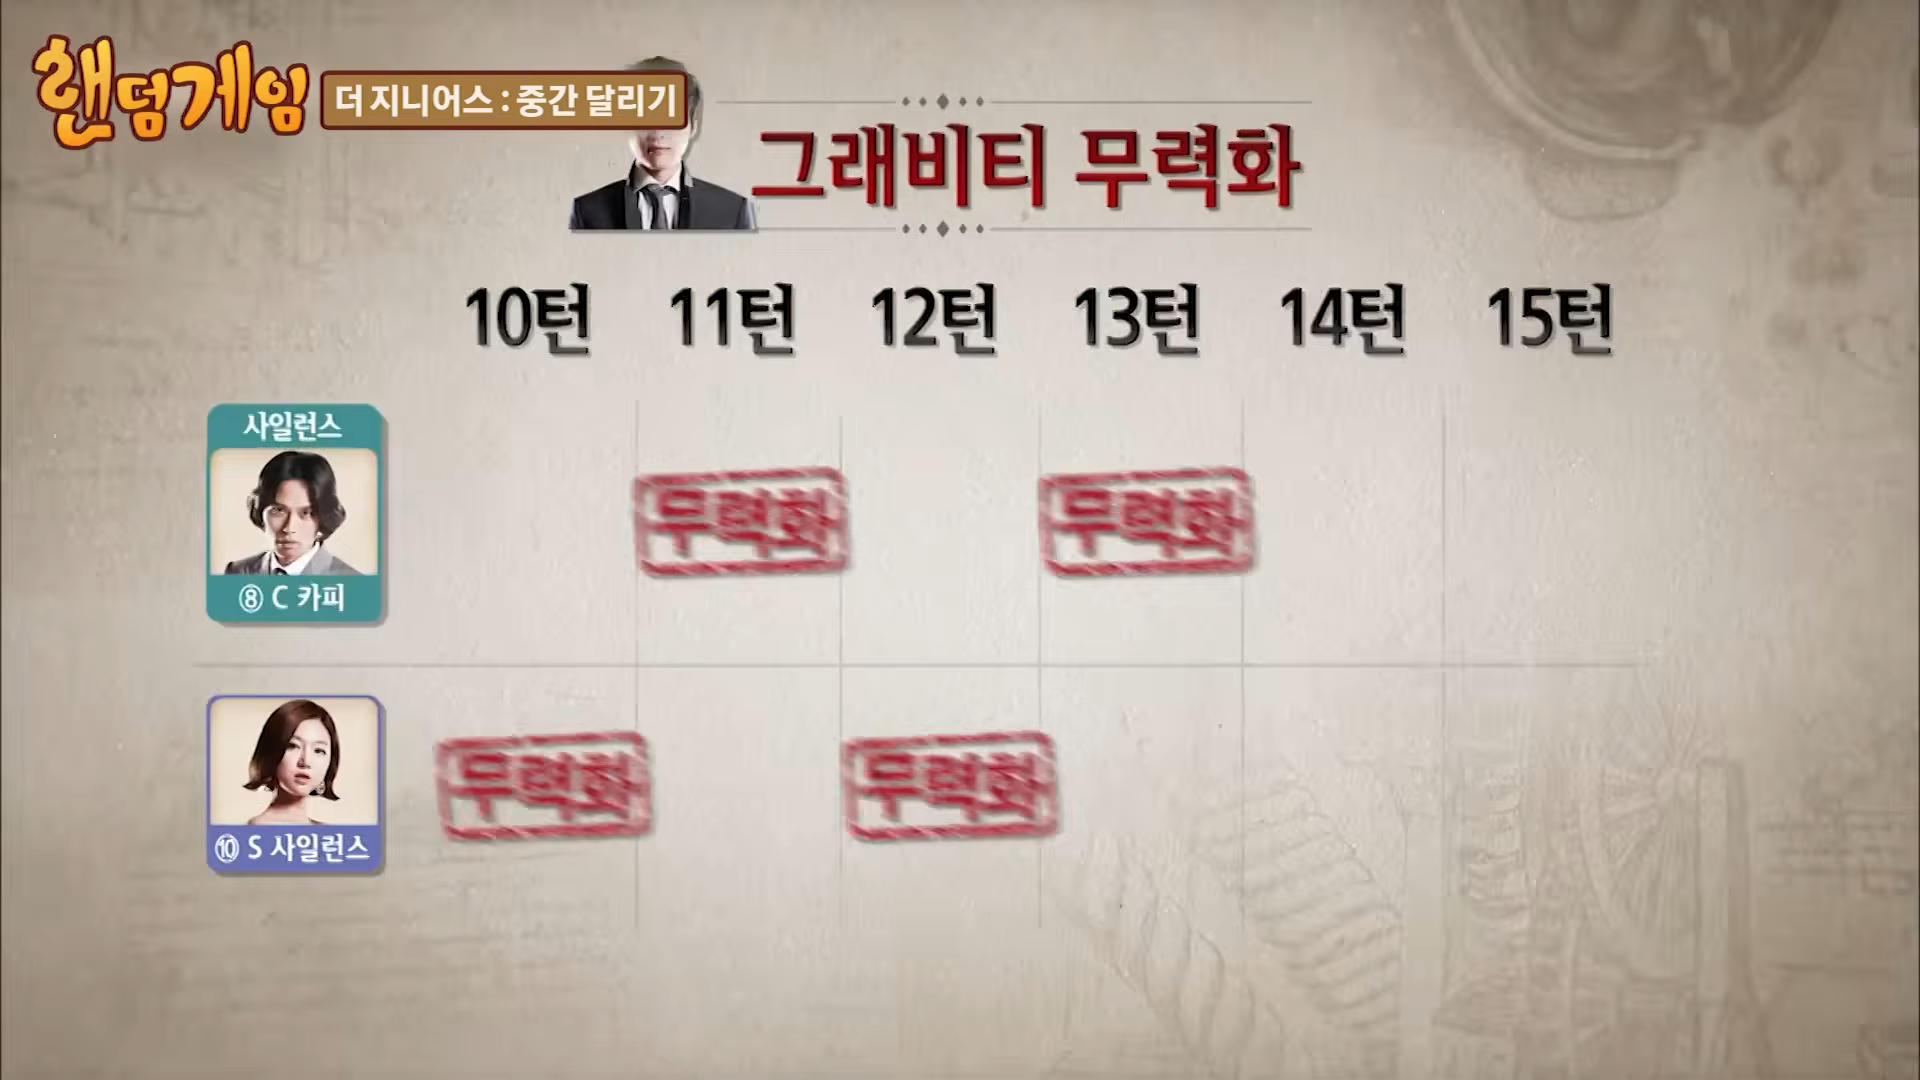 핸덤게임
더 지니어스 : 중간 달리기
그래비티 무력화
10턴 11턴 12턴 13턴 14턴 15턴
사일런스
⑧ C 카피
무력화 무력화
⑩ S 사일런스
무력화 무력화